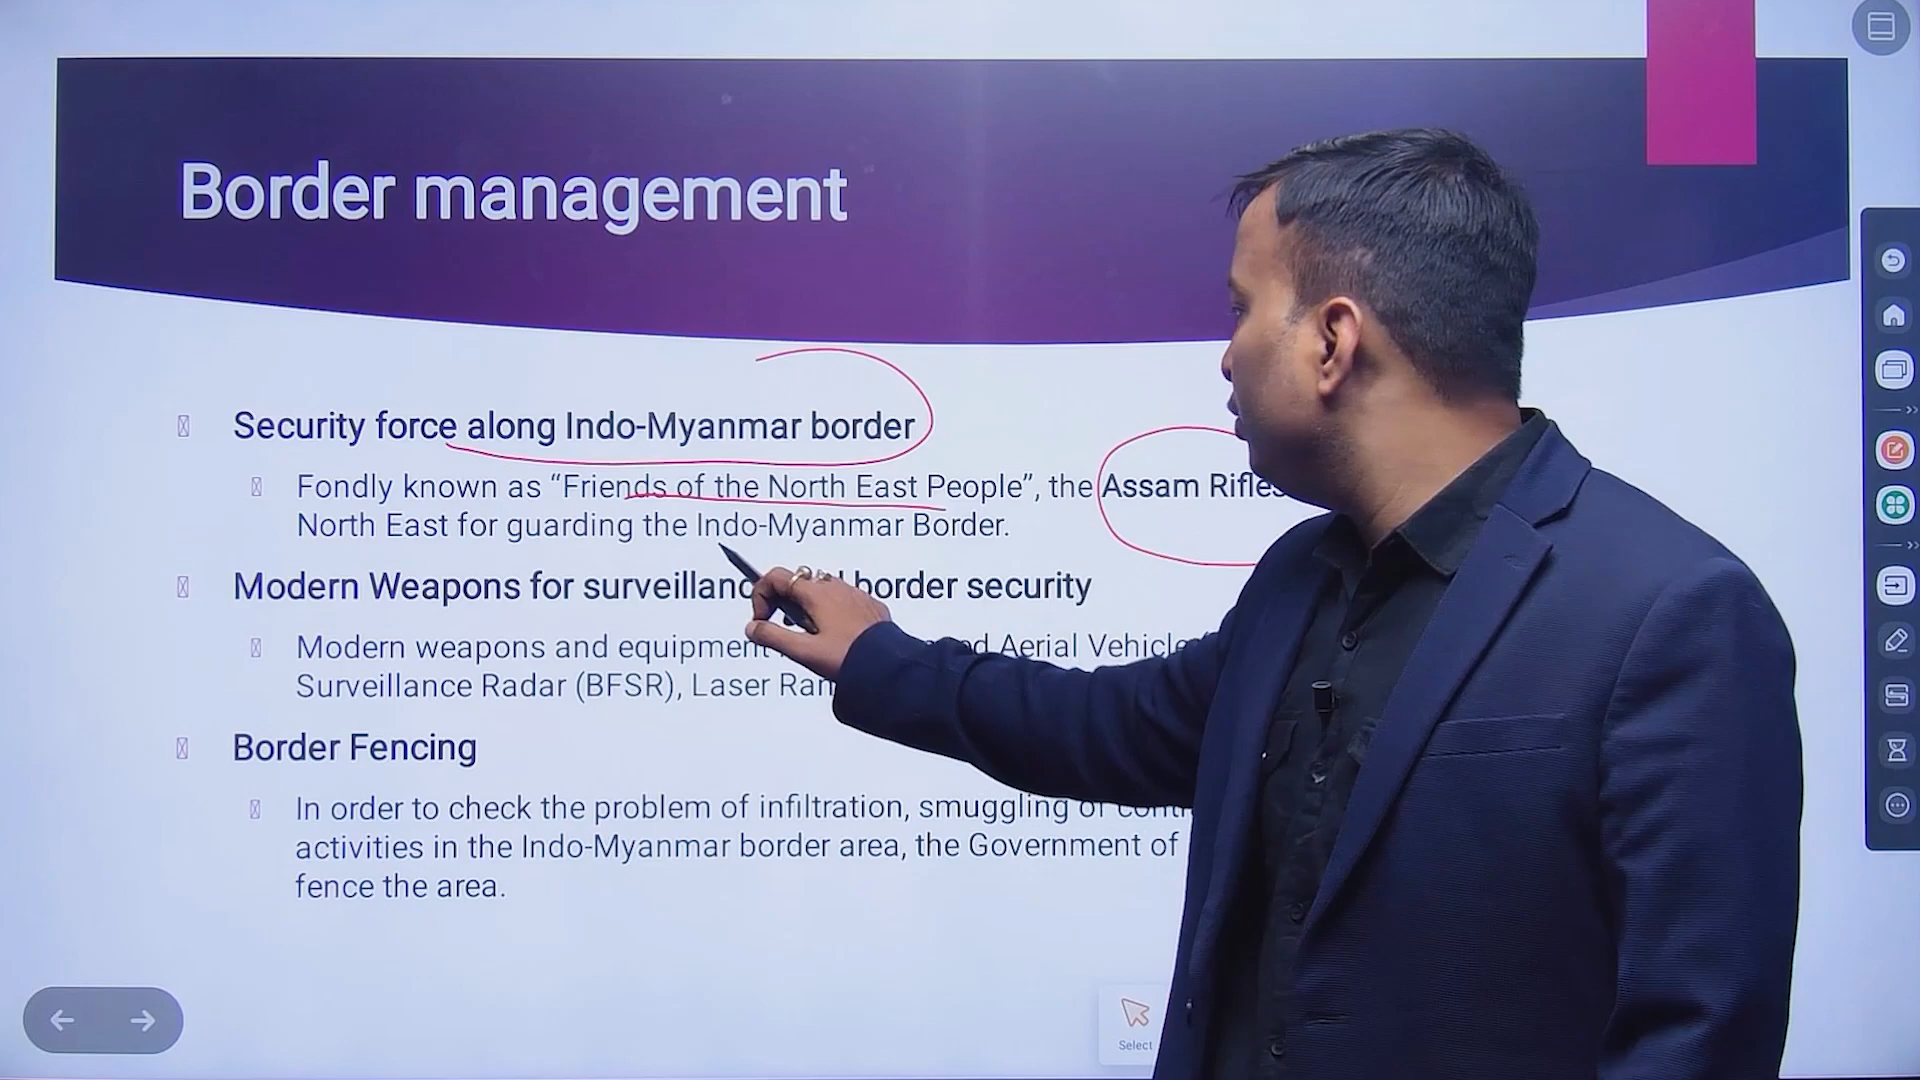 Border management
Security force along Indo-Myanmar border
Fondly known as “Friends of the North East People”, the Assam Rifles
North East for guarding the Indo-Myanmar Border.
Modern Weapons for surveillance border security
Modern weapons and equipment Aerial Vehicle
Surveillance Radar (BFSR), Laser
Border Fencing
In order to check the problem of infiltration, smuggling of
activities in the Indo-Myanmar border area, the Government of
fence the area.
Select